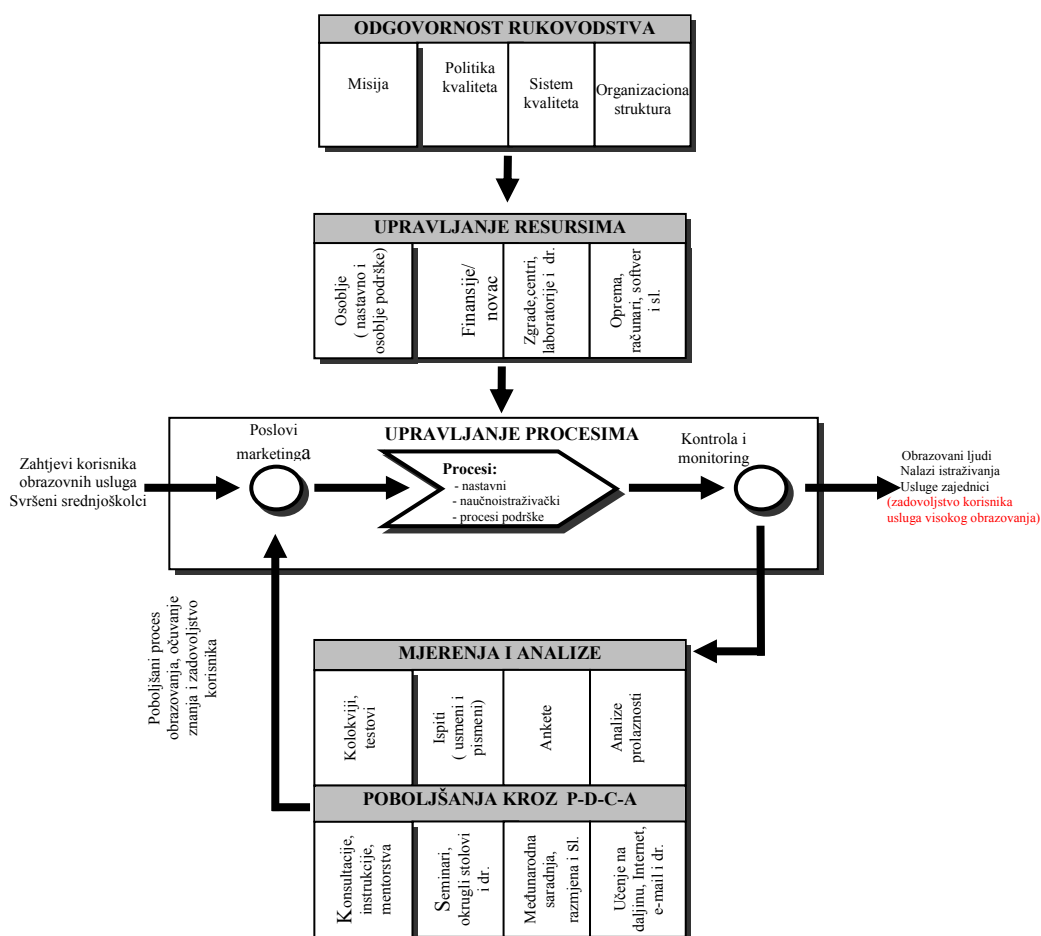 ODGOVORNOST RUKOVODSTVA
Misija
Politika
kvaliteta
Sistem
kvaliteta
Organizaciona
struktura
UPRAVLJANJE RESURSIMA
Osoblje
( nastavno i
osoblje podrške)
Finansije/
novac
Zgrade,centri,
laboratorije i dr.
Oprema,
računari, softver
i sl.
UPRAVLJANJE PROCESIMA
Zahtjevi korisnika
obrazovnih usluga
Svršeni srednjoškolci
Poslovi
marketinga
Procesi:
- nastavni
- naučnoistraživački
- procesi podrške
Kontrola i
monitoring
Obrazovani ljudi
Nalazi istraživanja
Usluge zajednici
(zadovoljstvo korisnika
usluga visokog obrazovanja)
Poboljšani proces
obrazovanja, očuvanje
znanja i zadovoljstvo
korisnika
MJERENJA I ANALIZE
Kolokviji,
testovi
Ispiti
( usmeni i
pismeni)
Ankete
Analize
prolaznosti
POBOLJŠANJA KROZ P-D-C-A
Konsultacije,
instrukcije,
mentorstva
Seminari,
okrugli stolovi
i dr.
Međunarodna
saradnja,
razmjena i Sl.
Učenje na
daljinu, Internet,
e-mail i dr.